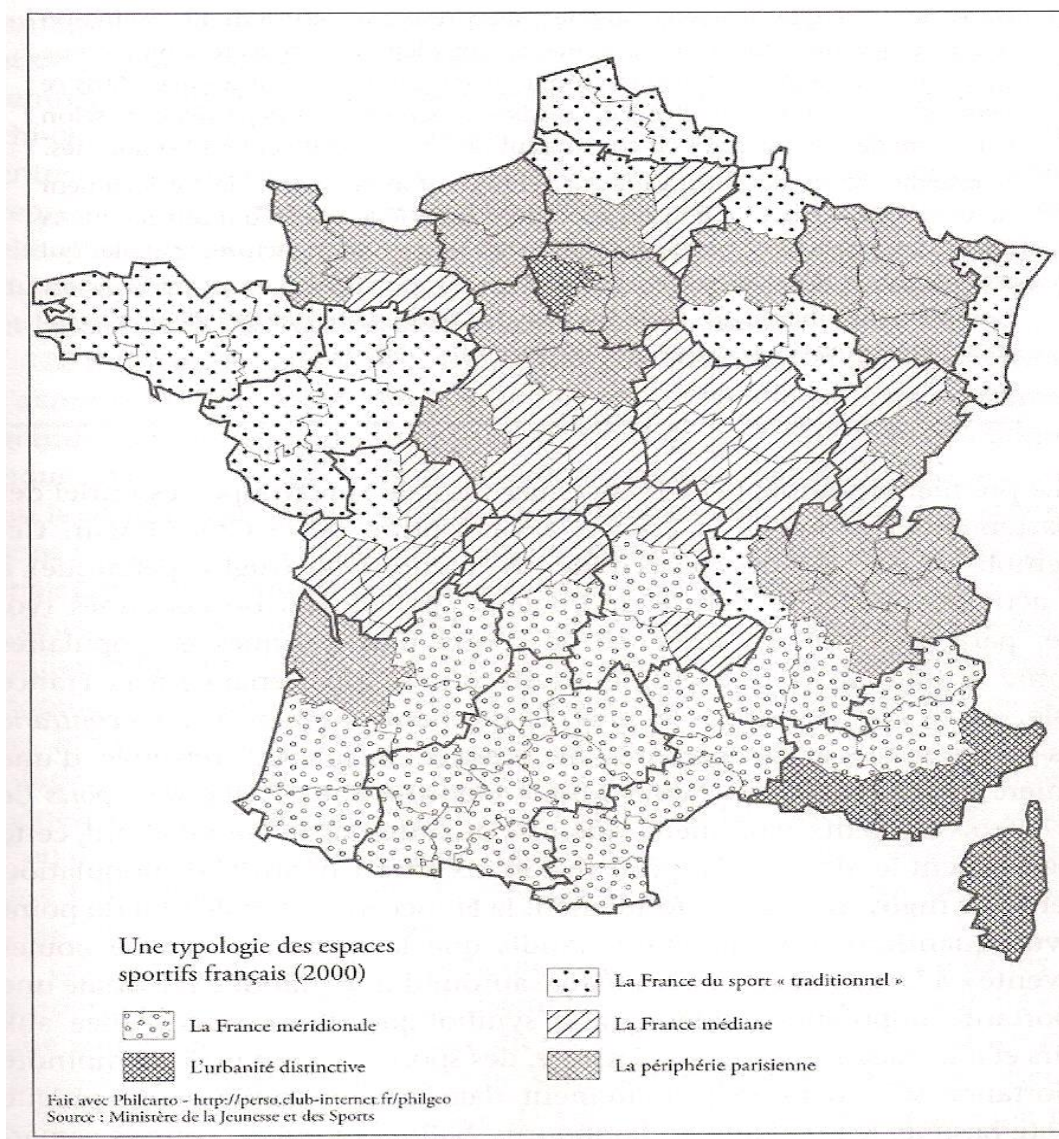 Une typologie des espaces
sportifs français (2000)
La France méridionale
L'urbanité distinctive
La France du sport « traditionnel »
La France médiane
La périphérie parisienne
Fait avec Philcarto - http://perso.club-internet.fr/philgeo
Source : Ministère de la Jeunesse et des Sports